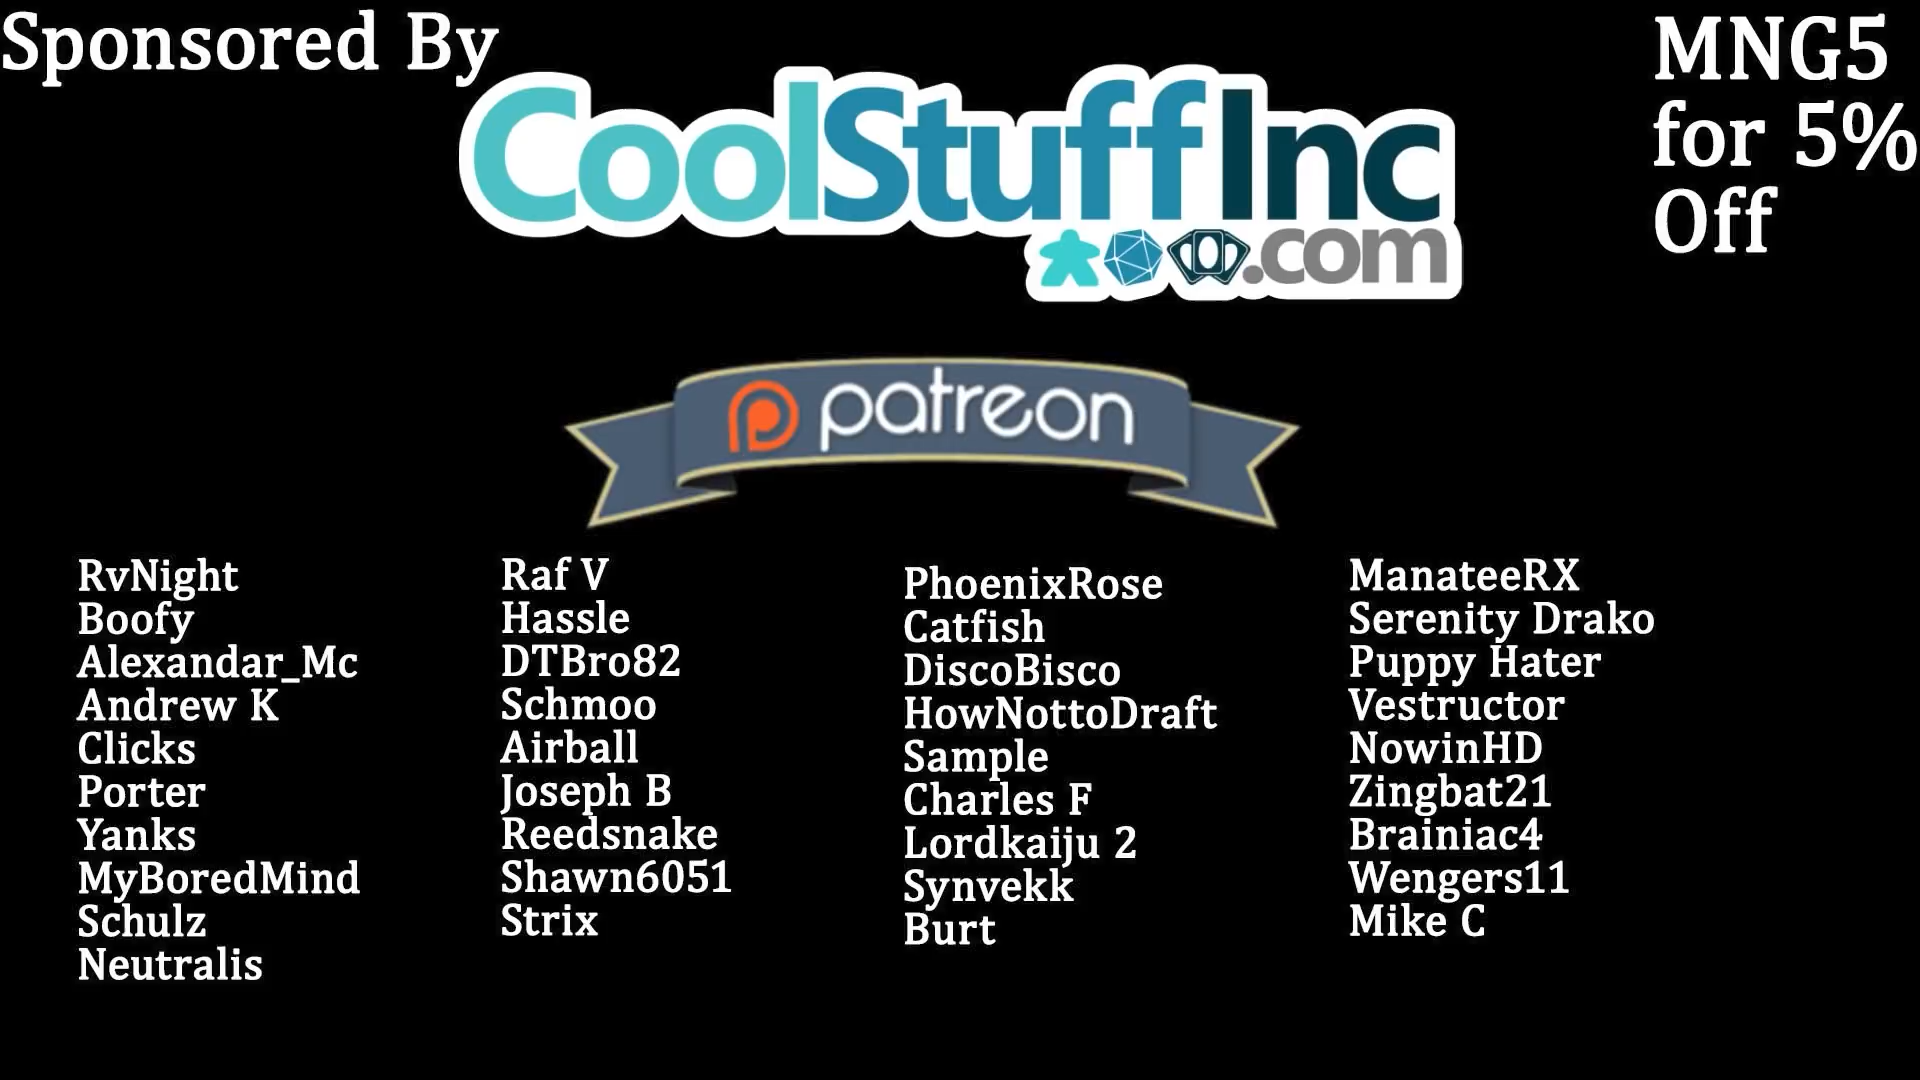 Sponsored By
CoolStuffInc
.com
MNG5
for 5%
Off
patreon
RvNight
Boofy
Alexandar_Mc
Andrew K
Clicks
Porter
Yanks
MyBoredMind
Schulz
Neutralis
Raf V
Hassle
DTBro82
Schmoo
Airball
Joseph B
Reedsnake
Shawn6051
Strix
PhoenixRose
Catfish
DiscoBisco
HowNottoDraft
Sample
Charles F
Lordkaiju 2
Synvekk
Burt
ManateeRX
Serenity Drako
Puppy Hater
Vestructor
NowinHD
Zingbat21
Brainiac4
Wengers11
Mike C